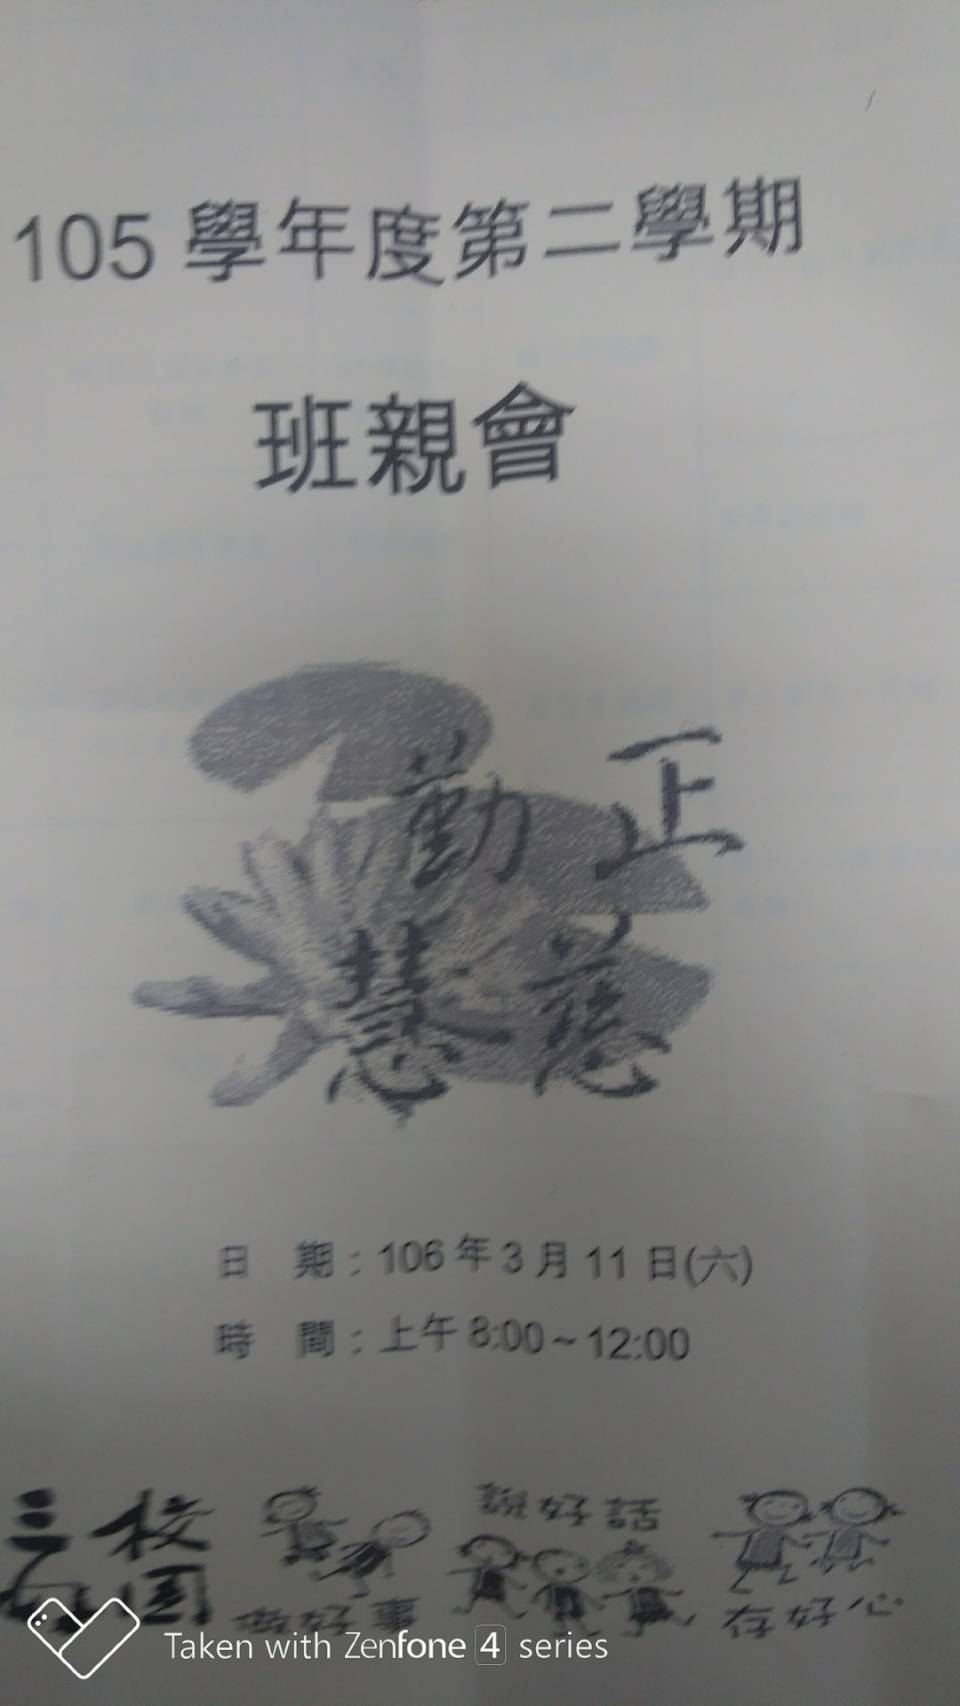 105 學年度第二學期
班親會
正慈
勤慧
日 期：106 年 3 月 11 日(六)
時 間：上午 8:00 ~ 12:00
三好校園
做好事
說好話
存好心
Taken with Zenfone 4 series